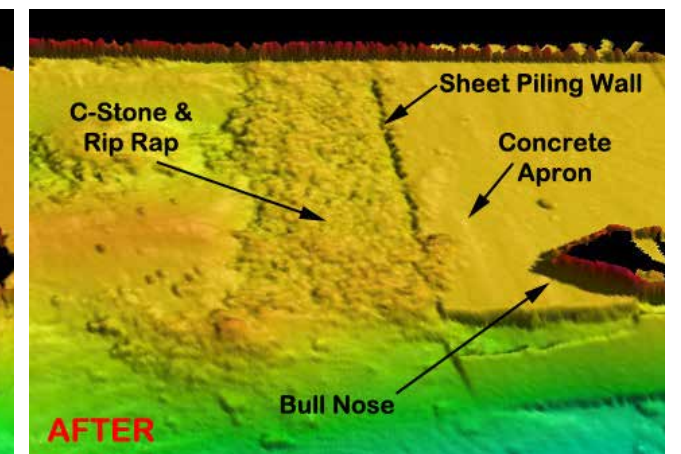 Sheet Piling Wall
C-Stone &
Rip Rap
Concrete
Apron
Bull Nose
AFTER